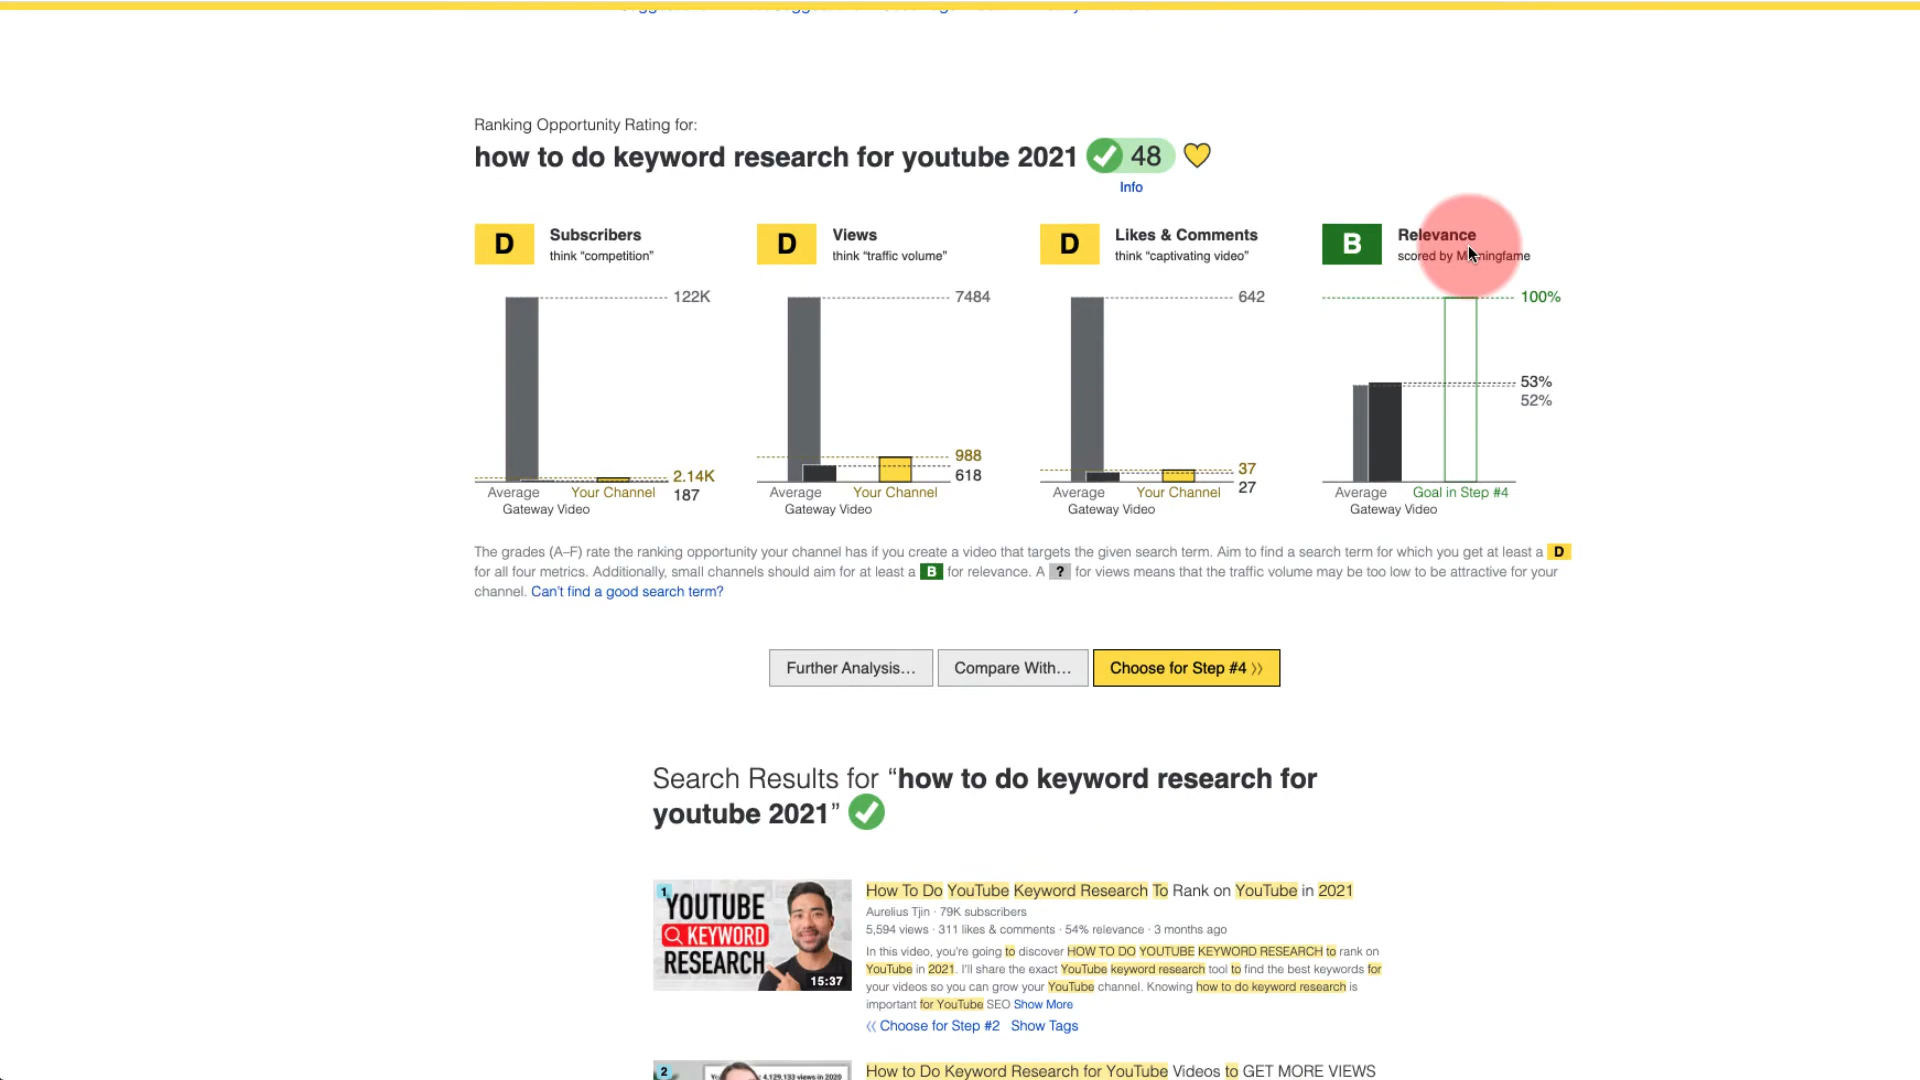 Ranking Opportunity Rating for:
how to do keyword research for youtube 2021 48
Info
D Subscribers
think “competition”
122K
2.14K
187
Average Your Channel
Gateway Video
D Views
think “traffic volume”
7484
988
618
Average Your Channel
Gateway Video
D Likes & Comments
think “captivating video”
642
37
27
Average Your Channel
Gateway Video
B Relevance
scored by Morningfame
100%
53%
52%
Average Goal in Step #4
Gateway Video
The grades (A–F) rate the ranking opportunity your channel has if you create a video that targets the given search term. Aim to find a search term for which you get at least a D
for all four metrics. Additionally, small channels should aim for at least a B for relevance. A ? for views means that the traffic volume may be too low to be attractive for your
channel. Can't find a good search term?
Further Analysis… Compare With… Choose for Step #4 »
Search Results for “how to do keyword research for
youtube 2021”
1
YOUTUBE
KEYWORD
RESEARCH
15:37
How To Do YouTube Keyword Research To Rank on YouTube in 2021
Aurelius Tjin · 79K subscribers
5,594 views · 311 likes & comments · 54% relevance · 3 months ago
In this video, you're going to discover HOW TO DO YOUTUBE KEYWORD RESEARCH to rank on
YouTube in 2021. I'll share the exact YouTube keyword research tool to find the best keywords for
your videos so you can grow your YouTube channel. Knowing how to do keyword research is
important for YouTube SEO Show More
« Choose for Step #2 Show Tags
2
4,129,133 views in 2020
How to Do Keyword Research for YouTube Videos to GET MORE VIEWS